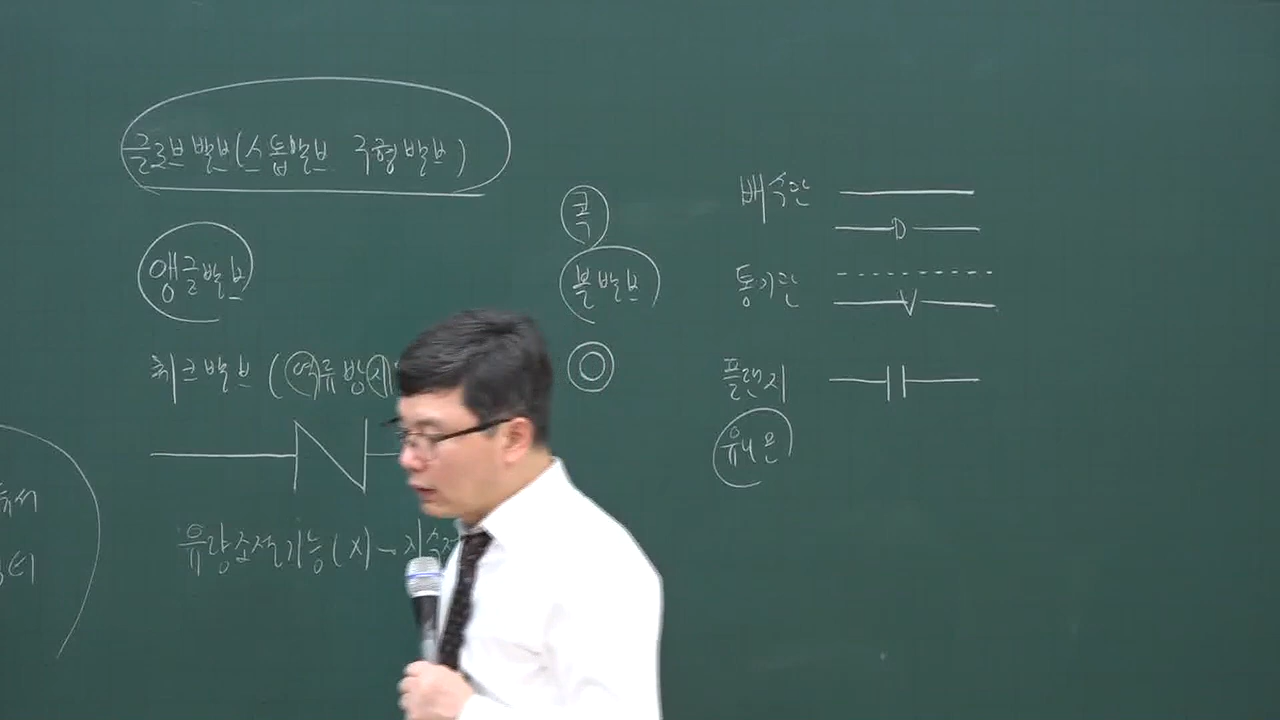 글로브밸브(스톱밸브 구형밸브)
앵글밸브
체크밸브 (역류방지
유량조절기능(X)-지수
콕
볼밸브
배수관
D
통기관
V
플랜지
유니온